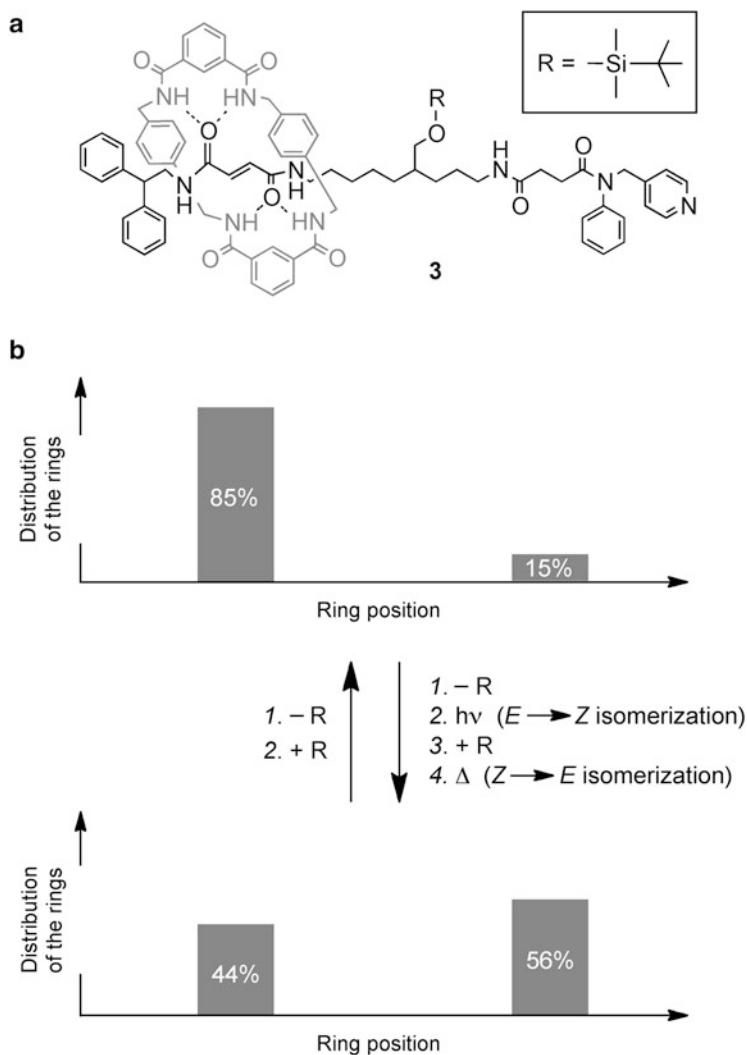 a
R = Si
O
O
NH
HN
R
O
O
O
N
H
H
N
O
O
NH
HN
O
O
H
N
O
O
N
N
3
b
Distribution
of the rings
85%
15%
Ring position
1. – R
2. + R
1. – R
2. hν (E → Z isomerization)
3. + R
4. Δ (Z → E isomerization)
Distribution
of the rings
44%
56%
Ring position